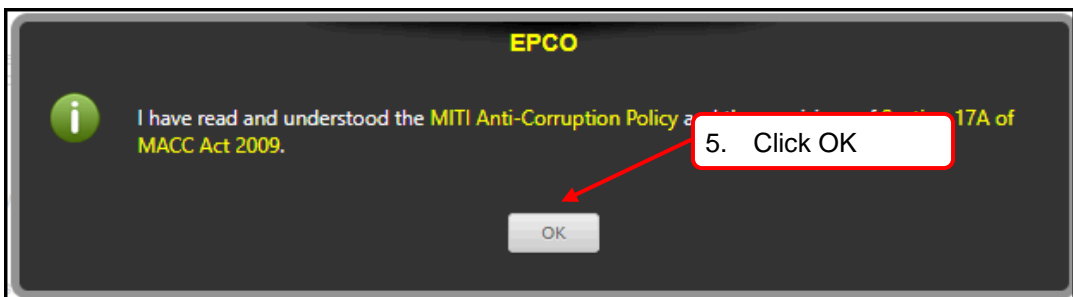 EPCO
I have read and understood the MITI Anti-Corruption Policy a 17A of
MACC Act 2009.
5. Click OK
OK